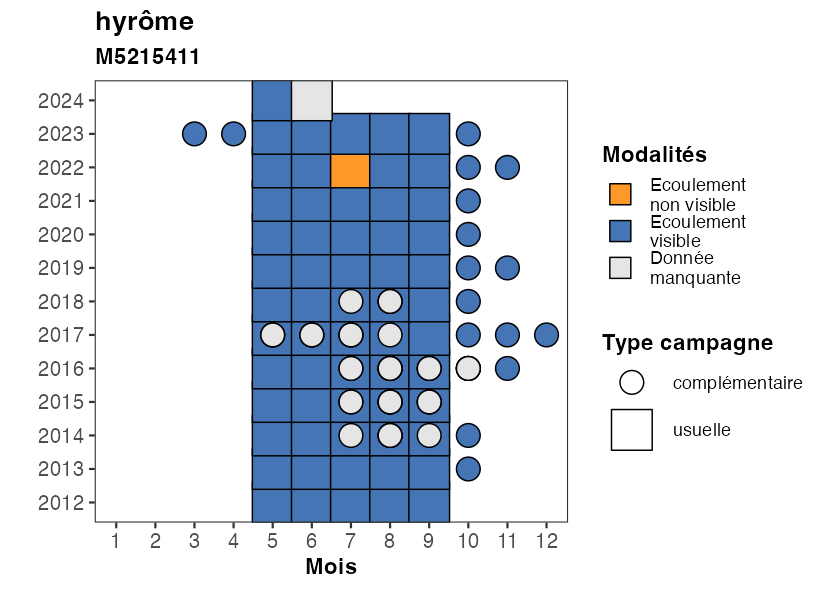 hyrôme
M5215411
2024
2023
2022
2021
2020
2019
2018
2017
2016
2015
2014
2013
2012
1 2 3 4 5 6 7 8 9 10 11 12
Mois
Modalités
Ecoulement
non visible
Ecoulement
visible
Donnée
manquante
Type campagne
complémentaire
usuelle